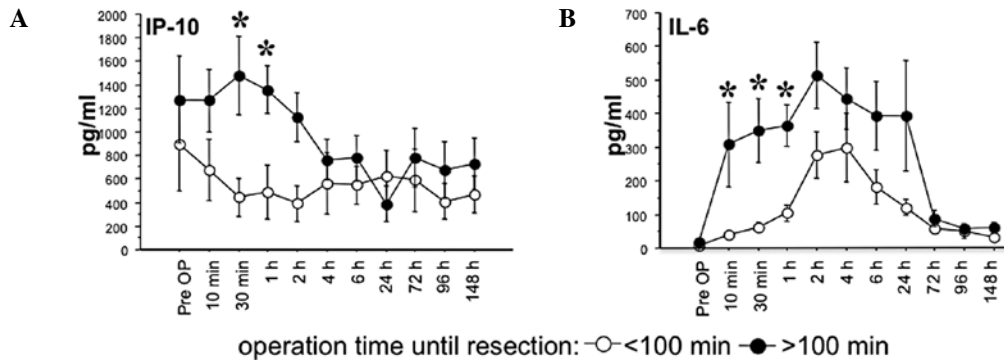 A
IP-10
pg/ml
2000
1800
1600
1400
1200
1000
800
600
400
200
0
* *
Pre OP
10 min
30 min
1 h
2 h
4 h
6 h
24 h
72 h
96 h
148 h
B
IL-6
pg/ml
700
600
500
400
300
200
100
0
* * *
Pre OP
10 min
30 min
1 h
2 h
4 h
6 h
24 h
72 h
96 h
148 h
operation time until resection: <100 min >100 min